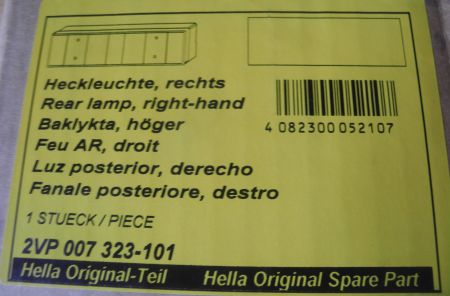 Heckleuchte, rechts
Rear lamp, right-hand
Baklykta, höger
Feu AR, droit
Luz posterior, derecho
Fanale posteriore, destro
4 082300 052107
1 STUECK / PIECE
2VP 007 323-101
Hella Original-Teil Hella Original Spare Part